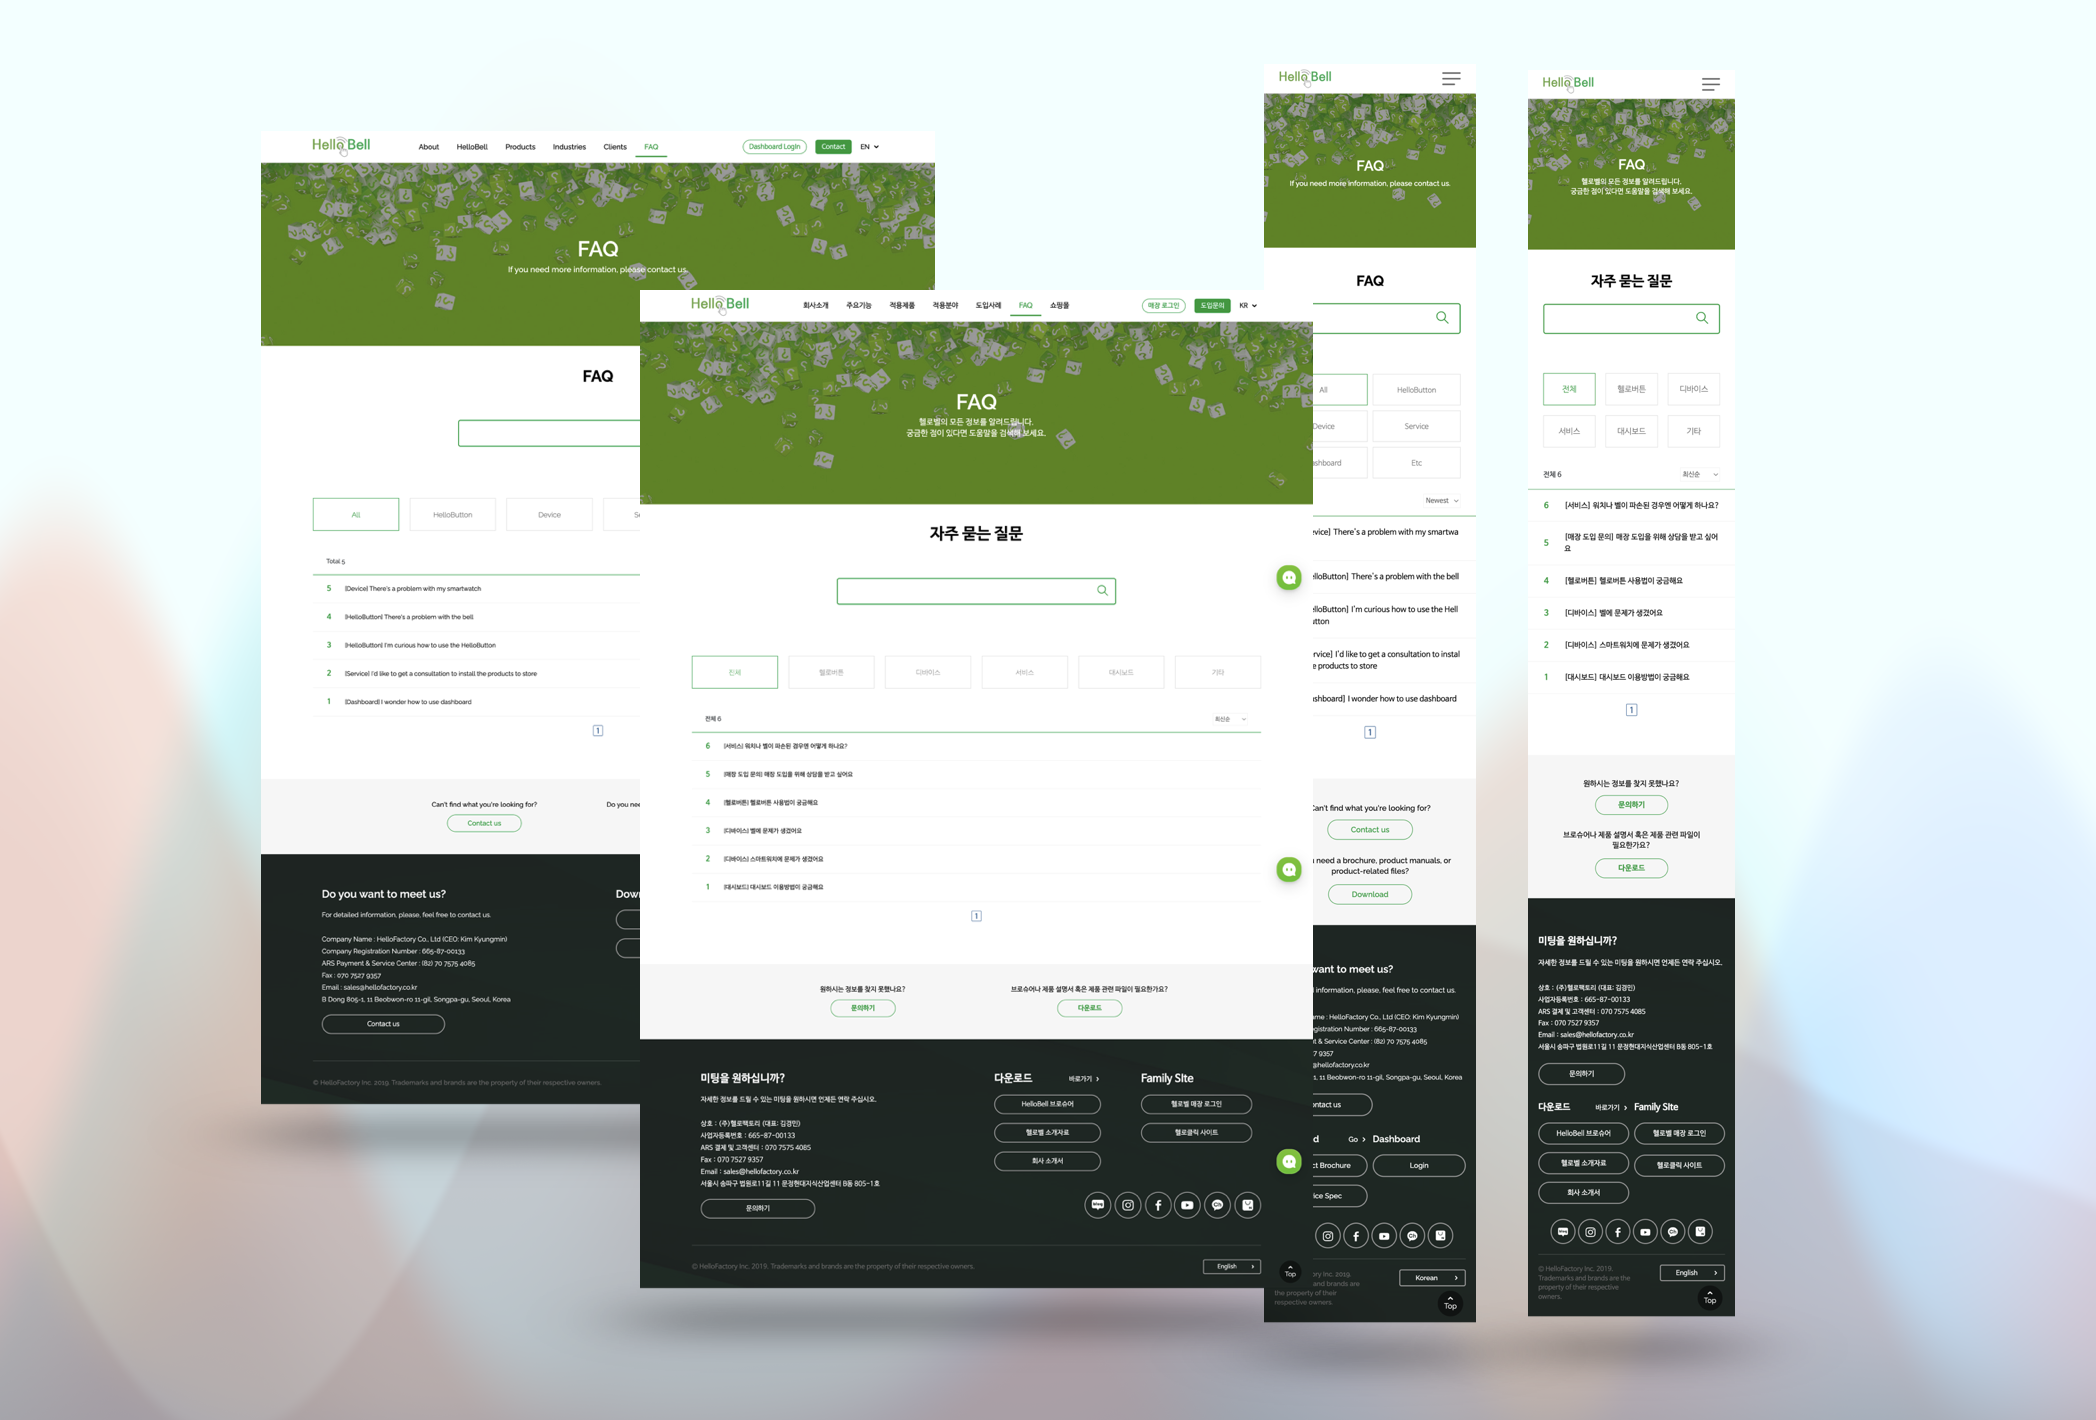 Hello Bell
About
HelloBell
Products
Industries
Clients
FAQ
Dashboard Login
Contact
EN
FAQ
If you need more information, please contact us.
FAQ
All
HelloButton
Device
Total 5
5 [Device] There's a problem with my smartwatch
4 [HelloButton] There's a problem with the bell
3 [HelloButton] I'm curious how to use the HelloButton
2 [Service] I'd like to get a consultation to install the products to store
1 [Dashboard] I wonder how to use dashboard
1
Can't find what you're looking for?
Do you nee
Contact us
Do you want to meet us?
Down
For detailed information, please, feel free to contact us.
Company Name : HelloFactory Co., Ltd (CEO: Kim Kyungmin)
Company Registration Number : 665-87-00133
ARS Payment & Service Center : (82) 70 7575 4085
Fax : 070 7527 9357
Email : sales@hellofactory.co.kr
B Dong 805-1, 11 Beobwon-ro 11-gil, Songpa-gu, Seoul, Korea
Contact us
© HelloFactory Inc. 2019. Trademarks and brands are the property of their respective owners.
Hello Bell
회사소개
주요기능
적용제품
적용분야
도입사례
FAQ
쇼핑몰
매장 로그인
도입문의
KR
FAQ
헬로벨의 모든 정보를 알려드립니다.
궁금한 점이 있다면 도움말을 검색해 보세요.
자주 묻는 질문
전체
헬로버튼
디바이스
서비스
대시보드
기타
전체 6
최신순
6 [서비스] 워치나 벨이 파손된 경우엔 어떻게 하나요?
5 [매장 도입 문의] 매장 도입을 위해 상담을 받고 싶어요
4 [헬로버튼] 헬로버튼 사용법이 궁금해요
3 [디바이스] 벨에 문제가 생겼어요
2 [디바이스] 스마트워치에 문제가 생겼어요
1 [대시보드] 대시보드 이용방법이 궁금해요
1
원하시는 정보를 찾지 못했나요?
브로슈어나 제품 설명서 혹은 제품 관련 파일이 필요한가요?
문의하기
다운로드
미팅을 원하십니까?
자세한 정보를 드릴 수 있는 미팅을 원하시면 언제든 연락 주십시오.
상호 : (주)헬로팩토리 (대표: 김경민)
사업자등록번호 : 665-87-00133
ARS 결제 및 고객센터 : 070 7575 4085
Fax : 070 7527 9357
Email : sales@hellofactory.co.kr
서울시 송파구 법원로11길 11 문정현대지식산업센터 B동 805-1호
문의하기
다운로드
바로가기
HelloBell 브로슈어
헬로벨 소개자료
회사 소개서
Family SIte
헬로벨 매장 로그인
헬로클릭 사이트
© HelloFactory Inc. 2019. Trademarks and brands are the property of their respective owners.
English
Top
Hello Bell
FAQ
If you need more information, please contact us.
FAQ
All
HelloButton
Device
Service
shboard
Etc
Newest
evice] There's a problem with my smartwa
elloButton] There's a problem with the bell
elloButton] I'm curious how to use the Hell
utton
rvice] I'd like to get a consultation to instal
e products to store
shboard] I wonder how to use dashboard
1
Can't find what you're looking for?
Contact us
need a brochure, product manuals, or
product-related files?
Download
want to meet us?
information, please, feel free to contact us.
me : HelloFactory Co., Ltd (CEO: Kim Kyungmin)
gistration Number : 665-87-00133
t & Service Center : (82) 70 7575 4085
7 9357
@hellofactory.co.kr
1, 11 Beobwon-ro 11-gil, Songpa-gu, Seoul, Korea
ontact us
d
Go
Dashboard
ct Brochure
Login
ice Spec
ory Inc. 2019.
and brands are
the property of their
respective owners.
Korean
Top
Hello Bell
FAQ
헬로벨의 모든 정보를 알려드립니다.
궁금한 점이 있다면 도움말을 검색해 보세요.
자주 묻는 질문
전체
헬로버튼
디바이스
서비스
대시보드
기타
전체 6
최신순
6 [서비스] 워치나 벨이 파손된 경우엔 어떻게 하나요?
5 [매장 도입 문의] 매장 도입을 위해 상담을 받고 싶어
요
4 [헬로버튼] 헬로버튼 사용법이 궁금해요
3 [디바이스] 벨에 문제가 생겼어요
2 [디바이스] 스마트워치에 문제가 생겼어요
1 [대시보드] 대시보드 이용방법이 궁금해요
1
원하시는 정보를 찾지 못했나요?
문의하기
브로슈어나 제품 설명서 혹은 제품 관련 파일이
필요한가요?
다운로드
미팅을 원하십니까?
자세한 정보를 드릴 수 있는 미팅을 원하시면 언제든 연락 주십시오.
상호 : (주)헬로팩토리 (대표: 김경민)
사업자등록번호 : 665-87-00133
ARS 결제 및 고객센터 : 070 7575 4085
Fax : 070 7527 9357
Email : sales@hellofactory.co.kr
서울시 송파구 법원로11길 11 문정현대지식산업센터 B동 805-1호
문의하기
다운로드
바로가기
Family SIte
HelloBell 브로슈어
헬로벨 매장 로그인
헬로벨 소개자료
헬로클릭 사이트
회사 소개서
© HelloFactory Inc. 2019.
Trademarks and brands are the
property of their respective
owners.
English
Top